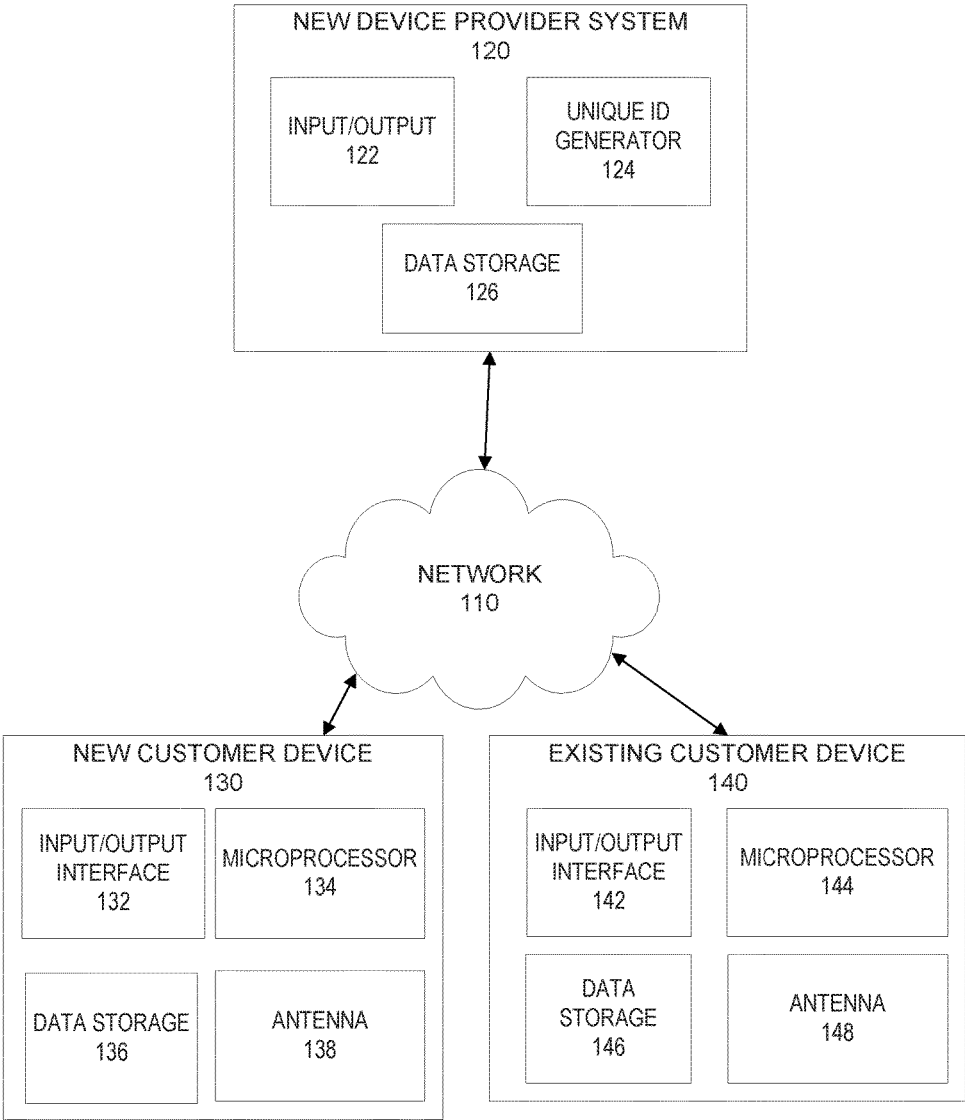 NEW DEVICE PROVIDER SYSTEM
120
INPUT/OUTPUT
122
UNIQUE ID
GENERATOR
124
DATA STORAGE
126
NETWORK
110
NEW CUSTOMER DEVICE
130
INPUT/OUTPUT
INTERFACE
132
MICROPROCESSOR
134
DATA STORAGE
136
ANTENNA
138
EXISTING CUSTOMER DEVICE
140
INPUT/OUTPUT
INTERFACE
142
MICROPROCESSOR
144
DATA
STORAGE
146
ANTENNA
148